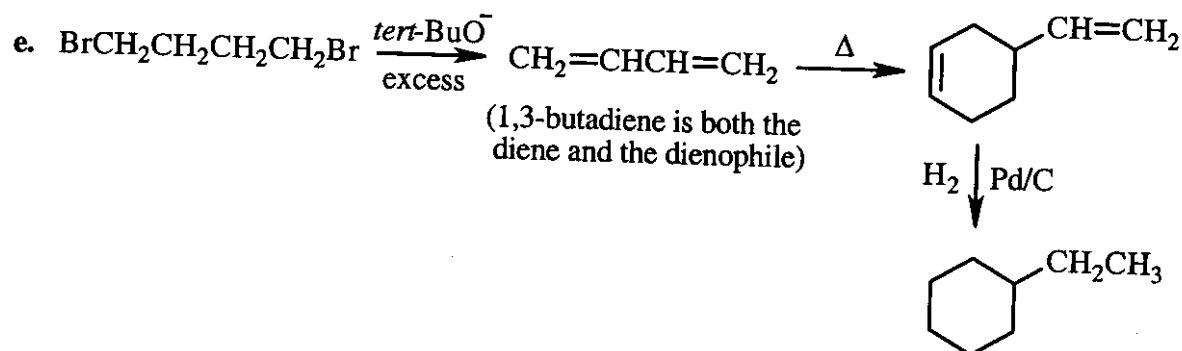 e. BrCH₂CH₂CH₂CH₂Br tert-BuO⁻ excess CH₂=CHCH=CH₂ Δ CH=CH₂
(1,3-butadiene is both the
diene and the dienophile)
H₂ Pd/C
CH₂CH₃